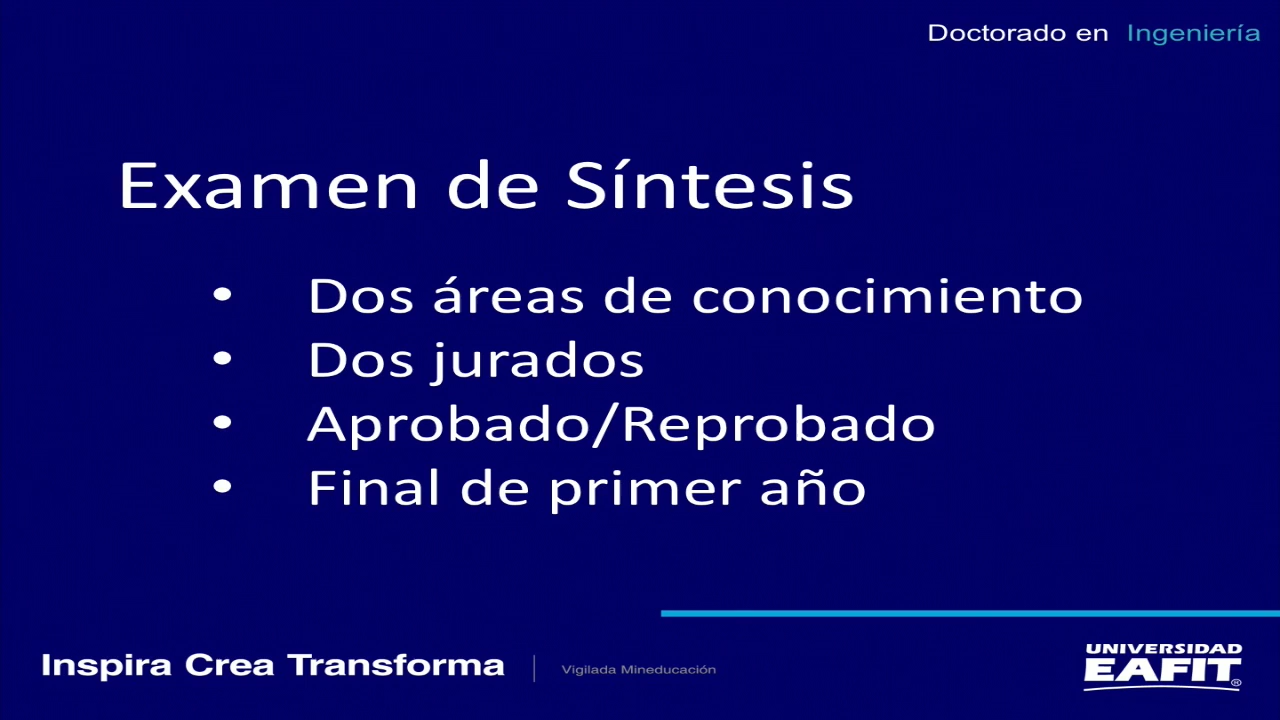 Doctorado en Ingeniería
Examen de Síntesis
• Dos áreas de conocimiento
• Dos jurados
• Aprobado/Reprobado
• Final de primer año
Inspira Crea Transforma | Vigilada Mineducación
UNIVERSIDAD
EAFIT®